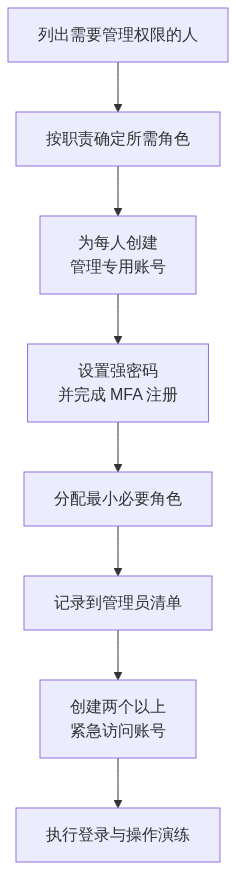 列出需要管理权限的人
按职责确定所需角色
为每人创建
管理专用账号
设置强密码
并完成 MFA 注册
分配最小必要角色
记录到管理员清单
创建两个以上
紧急访问账号
执行登录与操作演练